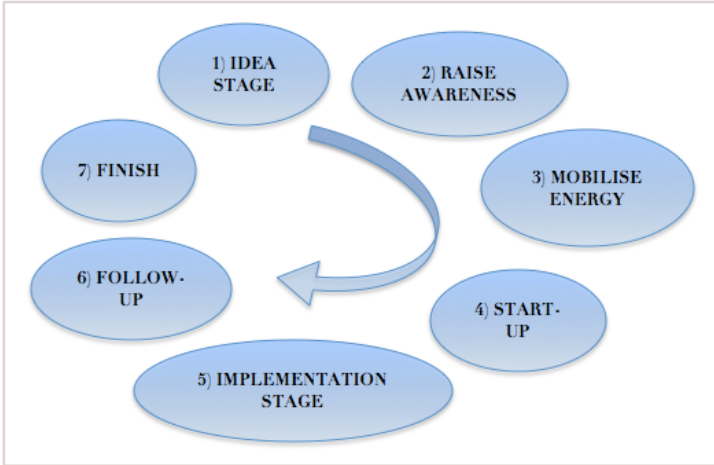 1) IDEA
STAGE
2) RAISE
AWARENESS
3) MOBILISE
ENERGY
4) START-
UP
5) IMPLEMENTATION
STAGE
6) FOLLOW-
UP
7) FINISH